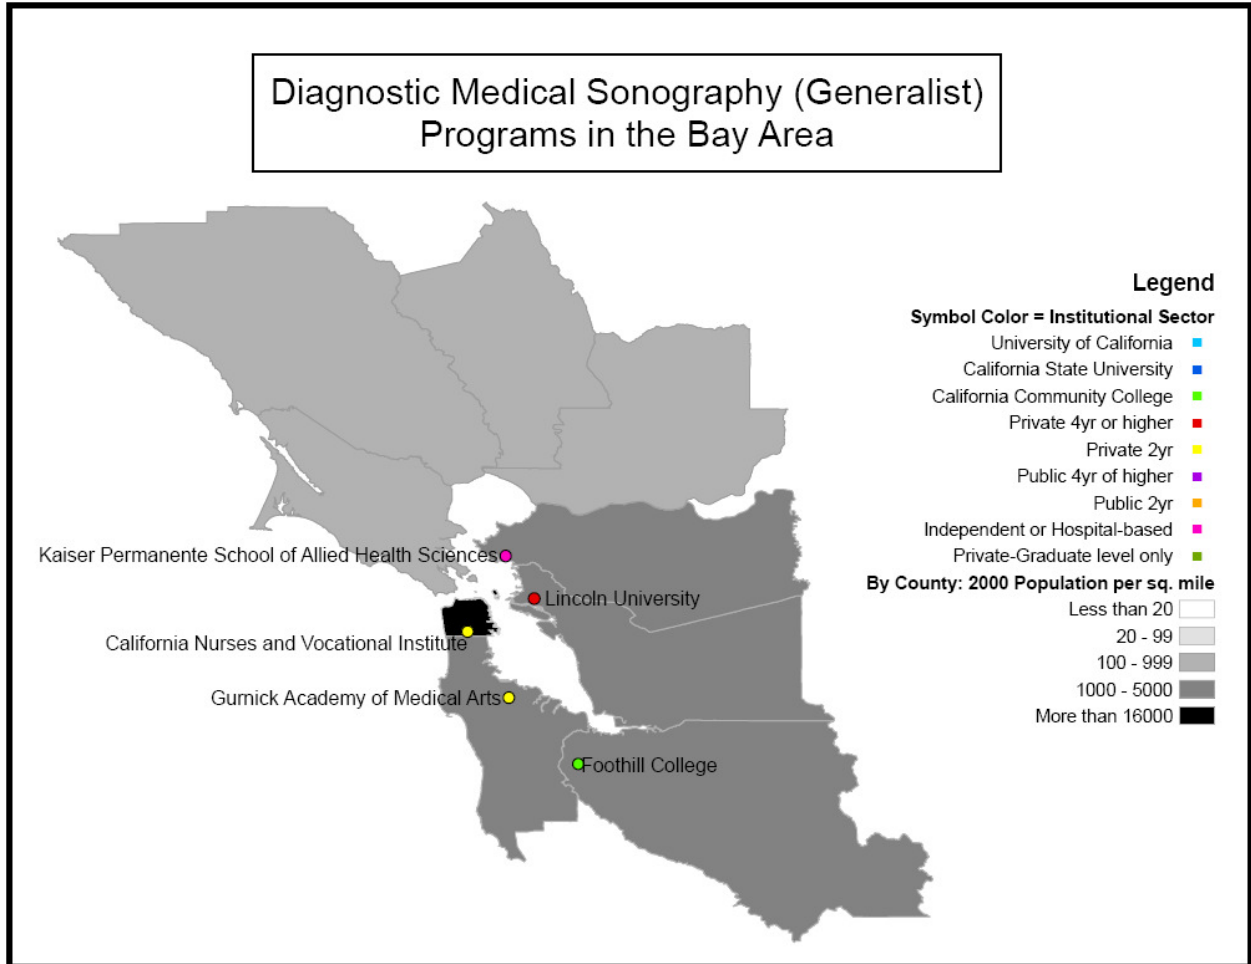 Diagnostic Medical Sonography (Generalist)
Programs in the Bay Area
Legend
Symbol Color = Institutional Sector
University of California
California State University
California Community College
Private 4yr or higher
Private 2yr
Public 4yr of higher
Public 2yr
Independent or Hospital-based
Private-Graduate level only
By County: 2000 Population per sq. mile
Less than 20
20 - 99
100 - 999
1000 - 5000
More than 16000
Kaiser Permanente School of Allied Health Sciences
Lincoln University
California Nurses and Vocational Institute
Gurnick Academy of Medical Arts
Foothill College